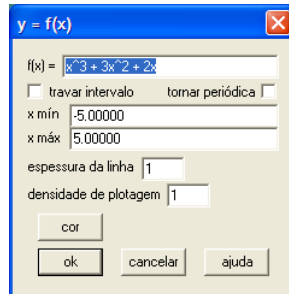 y = f(x)
f(x) = x^3 + 3x^2 + 2x
travar intervalo tornar periódica
x mín -5.00000
x máx 5.00000
espessura da linha 1
densidade de plotagem 1
cor
ok cancelar ajuda